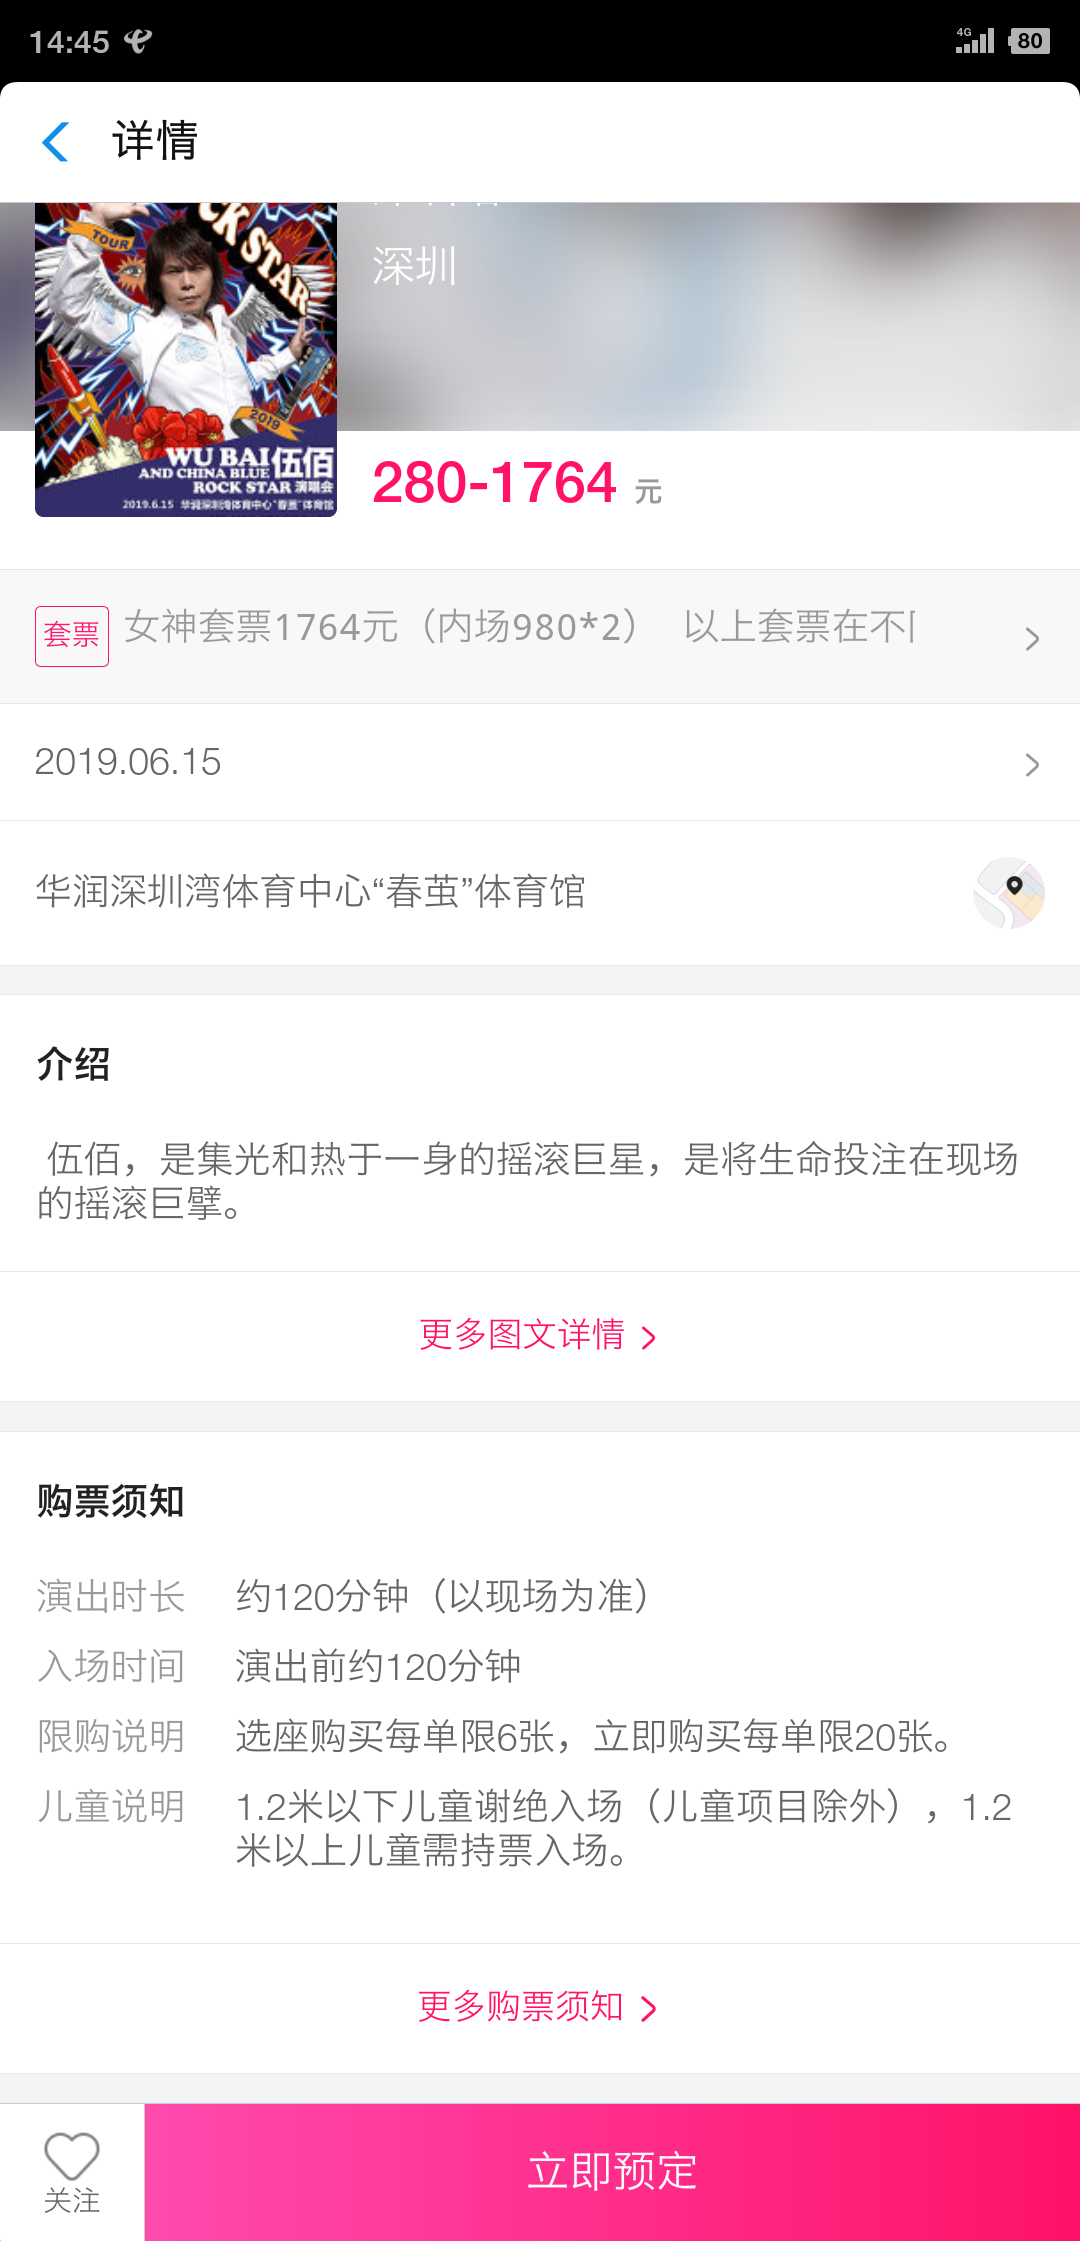 14:45
4G
80
详情
TOUR
CK STAR
深圳
2019
WU BAI伍佰
AND CHINA BLUE
ROCK STAR 演唱会
2019.6.15 华润深圳湾体育中心“春茧”体育馆
280-1764 元
套票 女神套票1764元（内场980*2） 以上套票在不
2019.06.15
华润深圳湾体育中心“春茧”体育馆
介绍
伍佰，是集光和热于一身的摇滚巨星，是将生命投注在现场
的摇滚巨擘。
更多图文详情
购票须知
演出时长 约120分钟（以现场为准）
入场时间 演出前约120分钟
限购说明 选座购买每单限6张，立即购买每单限20张。
儿童说明 1.2米以下儿童谢绝入场（儿童项目除外），1.2
米以上儿童需持票入场。
更多购票须知
关注
立即预定